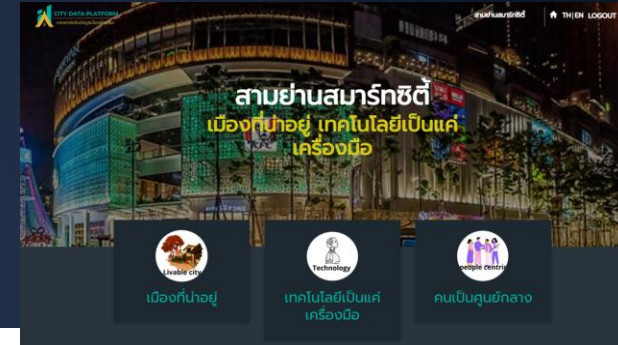 CITY DATA PLATFORM
สามย่านสมาร์ทซิตี้
TH|EN LOGOUT
สามย่านสมาร์ทซิตี้
เมืองที่น่าอยู่ เทคโนโลยีเป็นแค่
เครื่องมือ
KFC
Livable city
Technology
people centric
เมืองที่น่าอยู่
เทคโนโลยีเป็นแค่
เครื่องมือ
คนเป็นศูนย์กลาง